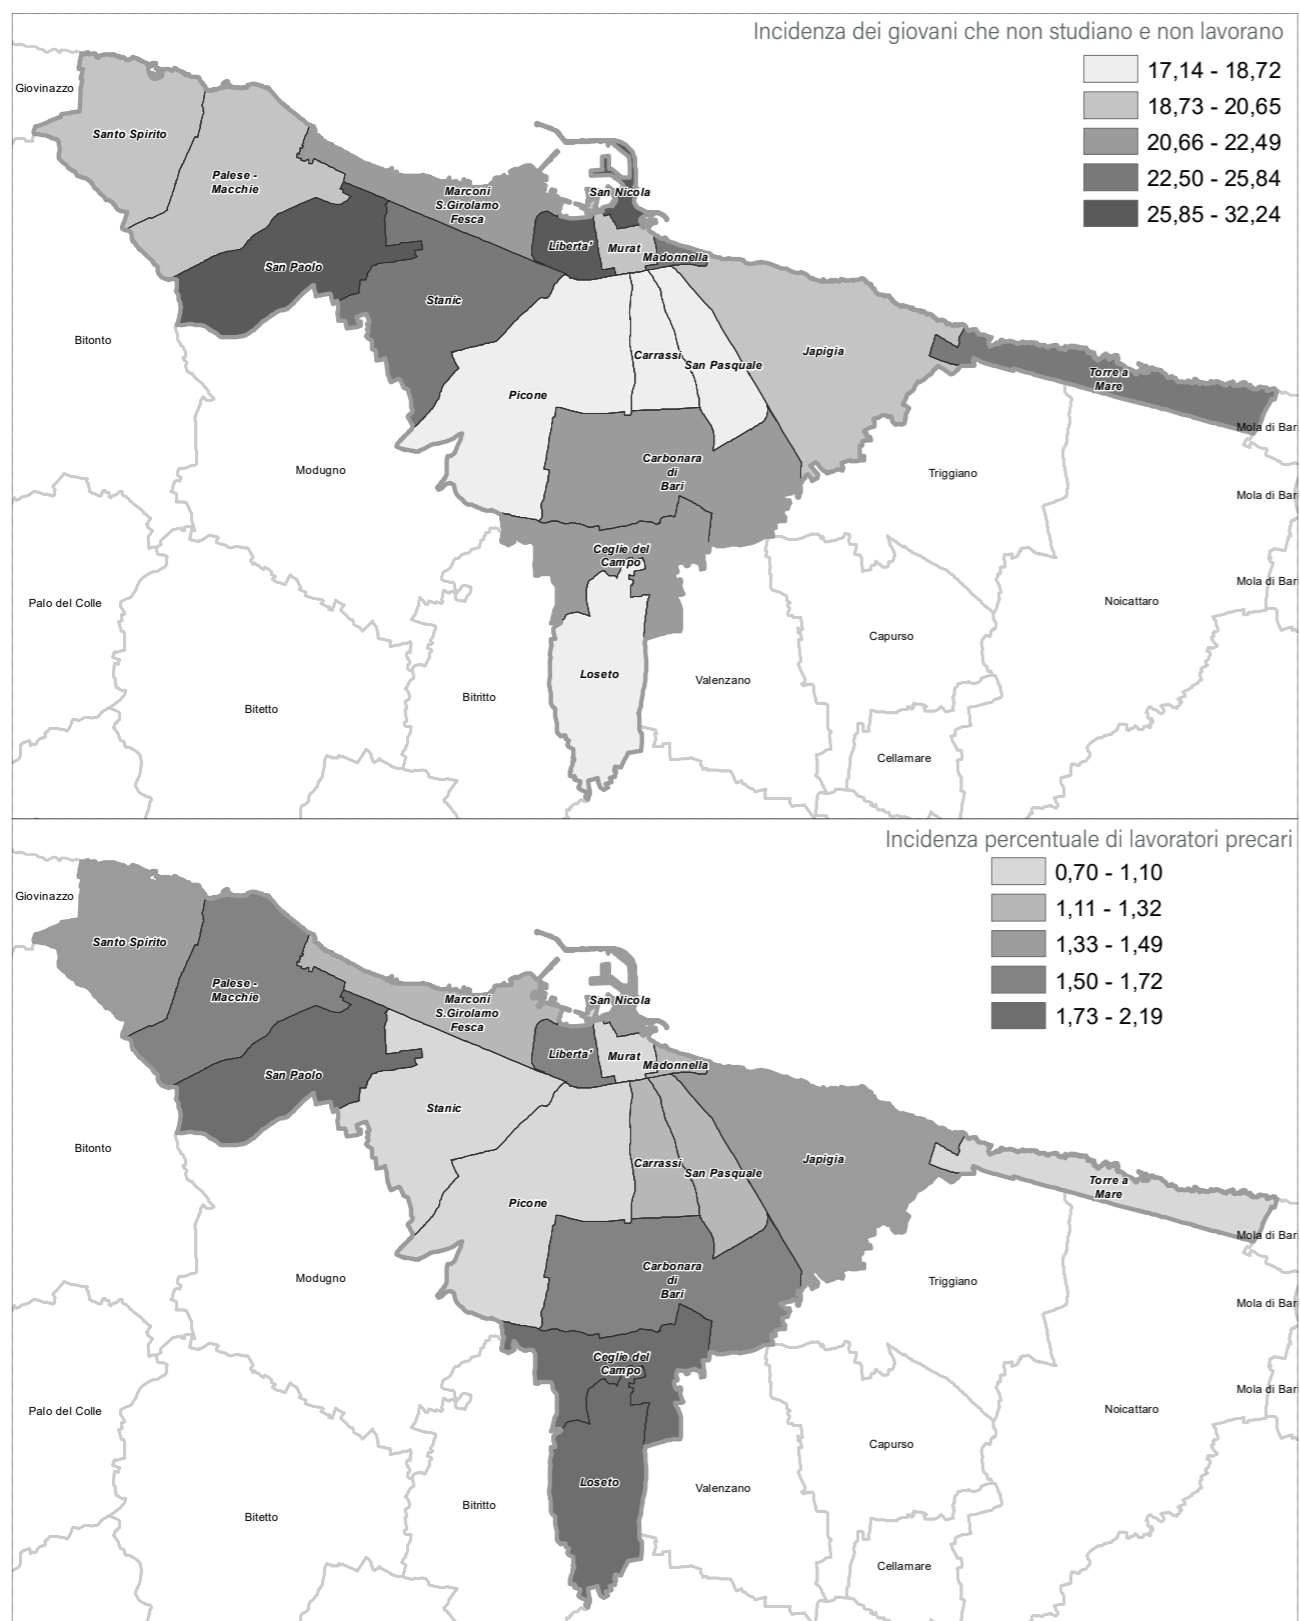 Incidenza dei giovani che non studiano e non lavorano
17,14 - 18,72
18,73 - 20,65
20,66 - 22,49
22,50 - 25,84
25,85 - 32,24
Giovinazzo
Santo Spirito
Palese -
Macchie
Marconi
S.Girolamo
Fesca
San Nicola
Liberta'
Murat
Madonnella
San Paolo
Stanic
Bitonto
Carrassi
San Pasquale
Japigia
Torre a
Mare
Picone
Mola di Bar
Modugno
Carbonara
di
Bari
Triggiano
Mola di Bar
Ceglie del
Campo
Mola di Bar
Palo del Colle
Noicattaro
Capurso
Loseto
Valenzano
Bitritto
Bitetto
Cellamare
Incidenza percentuale di lavoratori precari
0,70 - 1,10
1,11 - 1,32
1,33 - 1,49
1,50 - 1,72
1,73 - 2,19
Giovinazzo
Santo Spirito
Palese -
Macchie
Marconi
S.Girolamo
Fesca
San Nicola
Liberta'
Murat
Madonnella
San Paolo
Stanic
Bitonto
Carrassi
San Pasquale
Japigia
Torre a
Mare
Picone
Mola di Bar
Modugno
Carbonara
di
Bari
Triggiano
Mola di Bari
Ceglie del
Campo
Mola di Bari
Palo del Colle
Noicattaro
Capurso
Loseto
Valenzano
Bitritto
Bitetto
Cellamare